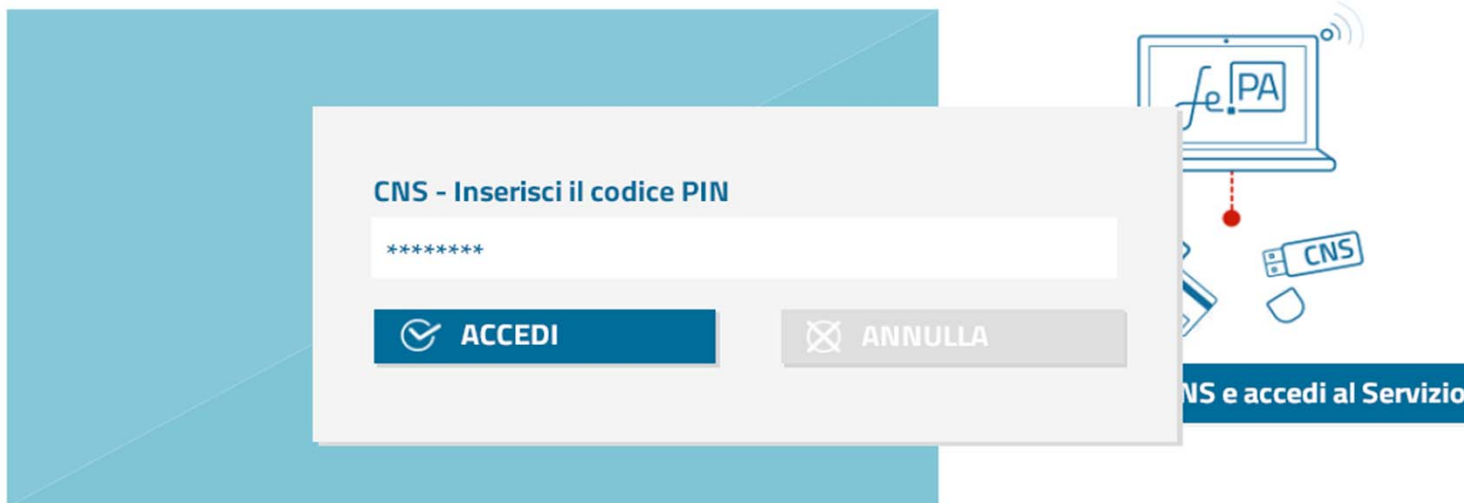 fe.PA
CNS - Inserisci il codice PIN
********
CNS
ACCEDI
ANNULLA
NS e accedi al Servizio